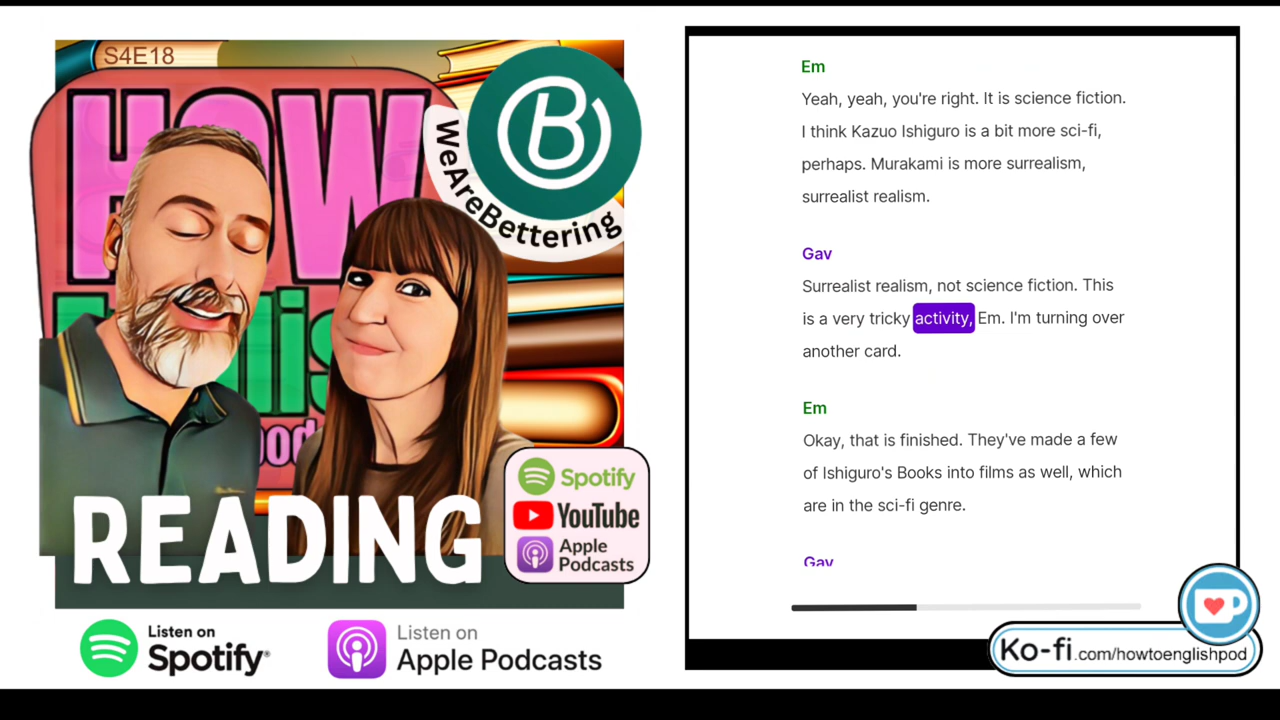 S4E18
HOW
WeAreBettering
B
READING
Spotify
YouTube
Apple
Podcasts
Listen on
Spotify®
Listen on
Apple Podcasts
Em
Yeah, yeah, you're right. It is science fiction.
I think Kazuo Ishiguro is a bit more sci-fi,
perhaps. Murakami is more surrealism,
surrealist realism.
Gav
Surrealist realism, not science fiction. This
is a very tricky activity, Em. I'm turning over
another card.
Em
Okay, that is finished. They've made a few
of Ishiguro's Books into films as well, which
are in the sci-fi genre.
Gav
Ko-fi.com/howtoenglishpod